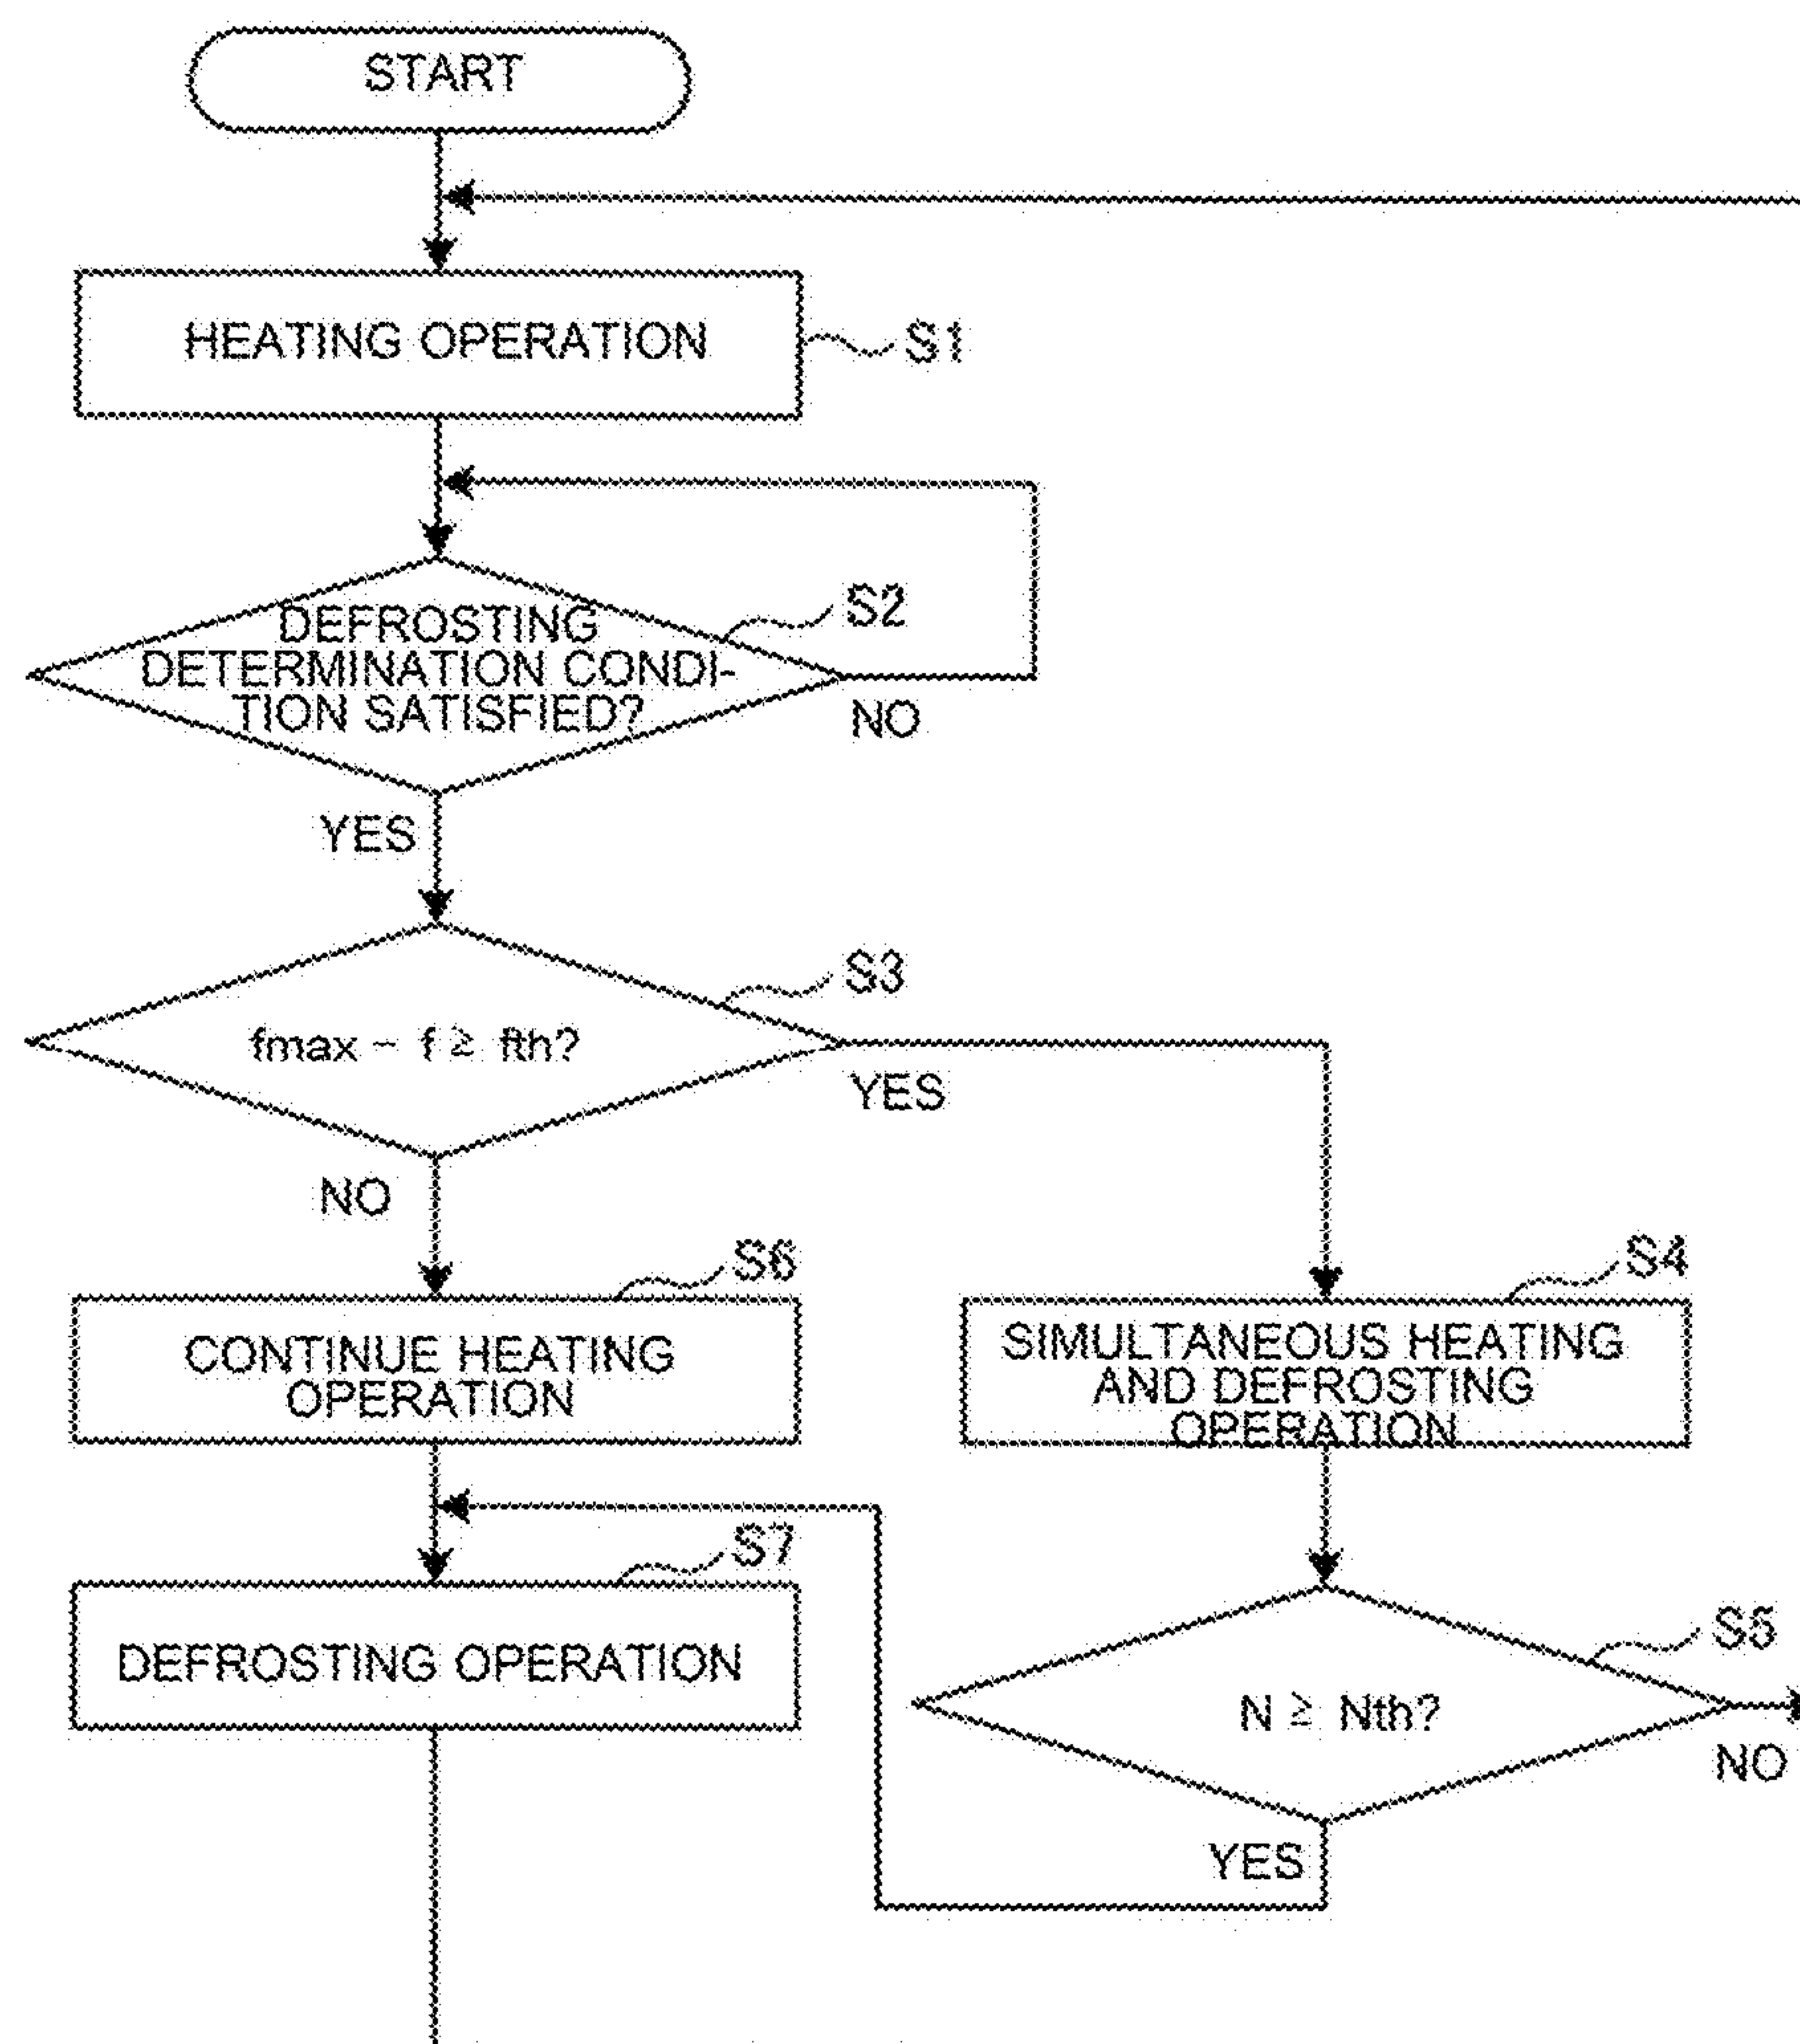 START
HEATING OPERATION
S1
S2
DEFROSTING
DETERMINATION CONDI-
TION SATISFIED?
NO
YES
S3
fmax - f ≥ fth?
YES
NO
S6
CONTINUE HEATING
OPERATION
S4
SIMULTANEOUS HEATING
AND DEFROSTING
OPERATION
S7
DEFROSTING OPERATION
S5
N ≥ Nth?
NO
YES